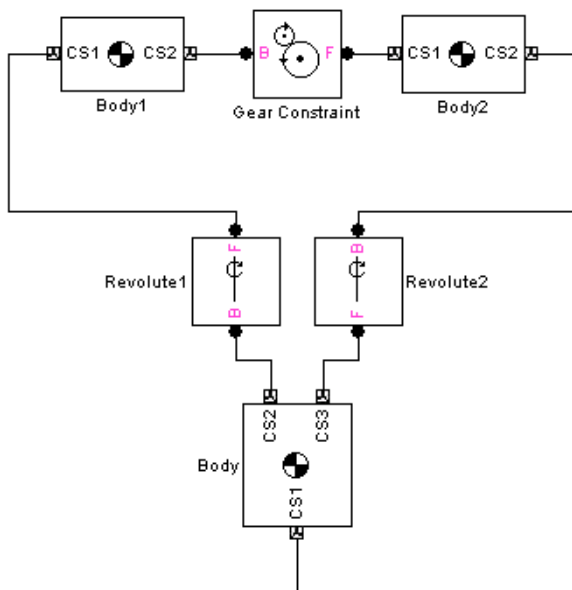 CS1 CS2
B F
CS1 CS2
Body1
Gear Constraint
Body2
F
B
Revolute1
Revolute2
B
F
CS2
CS3
Body
CS1